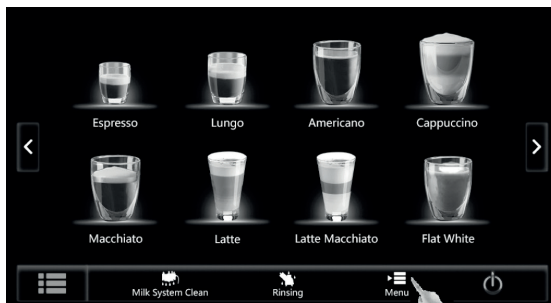 Espresso
Lungo
Americano
Cappuccino
Macchiato
Latte
Latte Macchiato
Flat White
Milk System Clean
Rinsing
Menu